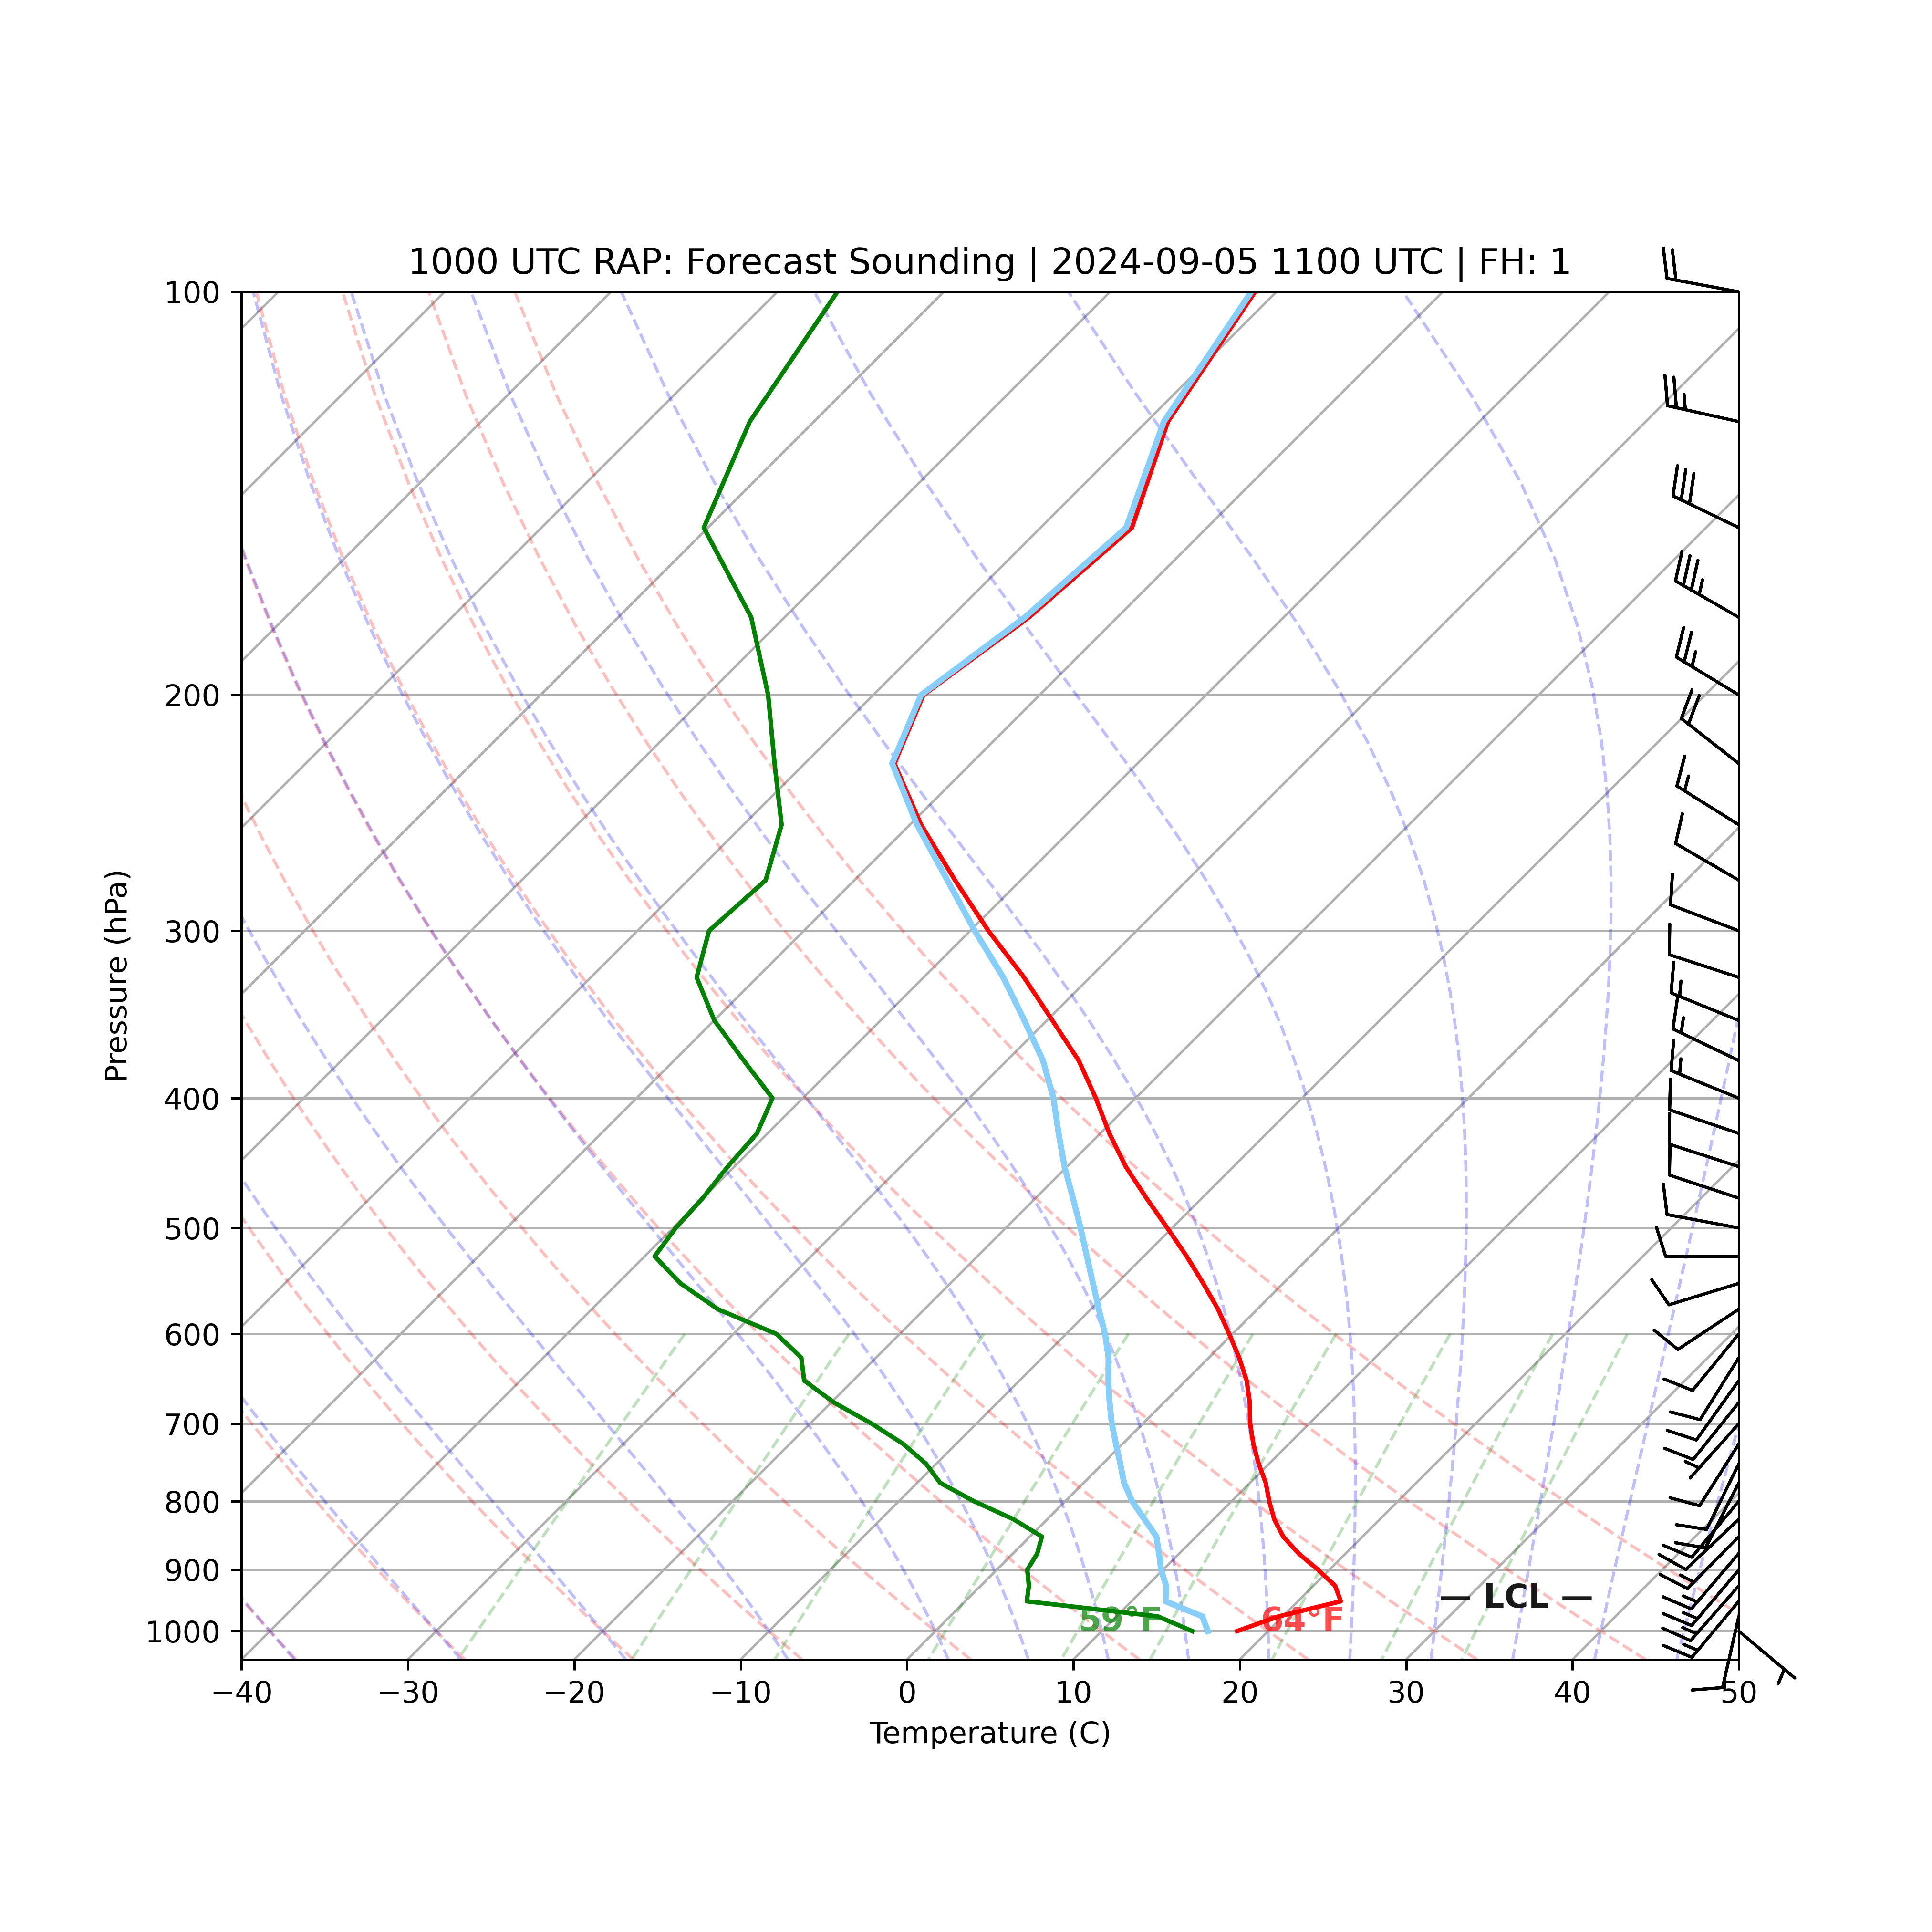 1000 UTC RAP: Forecast Sounding | 2024-09-05 1100 UTC | FH: 1
100
200
300
400
500
600
700
800
900
1000
Pressure (hPa)
59°F
64°F
— LCL —
−40 −30 −20 −10 0 10 20 30 40 50
Temperature (C)